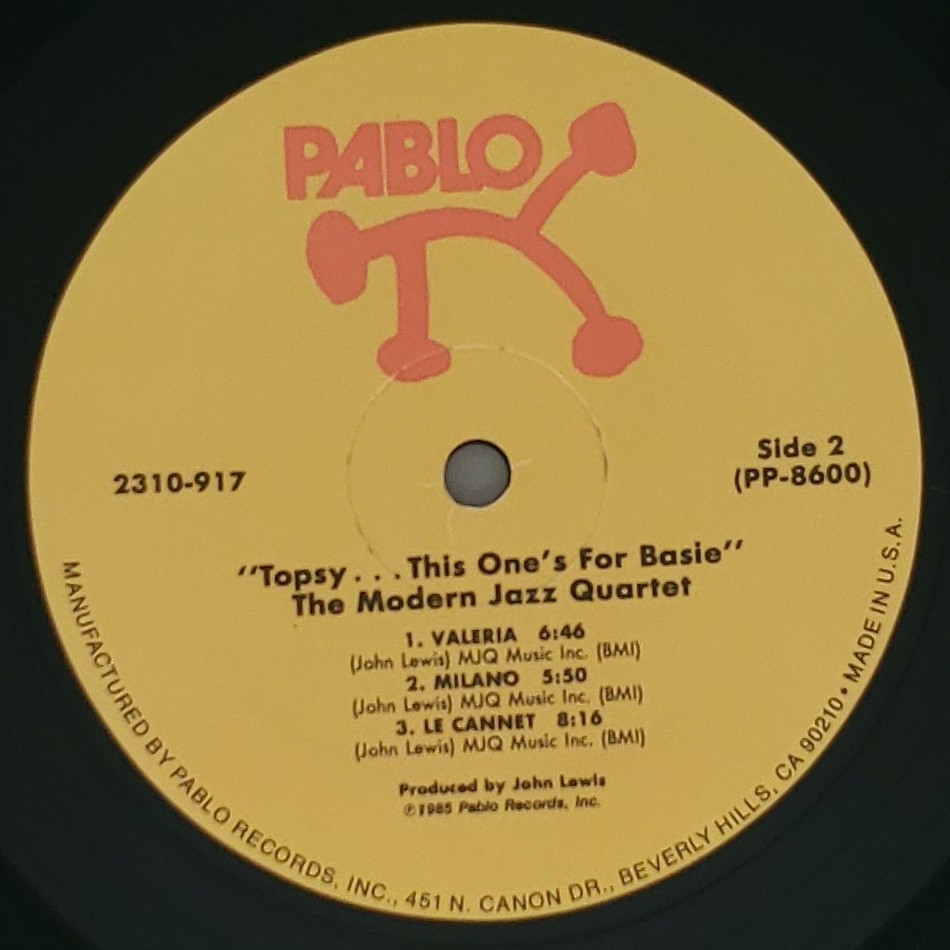 PABLO
2310-917
Side 2
(PP-8600)
"Topsy...This One's For Basie"
The Modern Jazz Quartet
1. VALERIA 6:46
(John Lewis) MJQ Music Inc. (BMI)
2. MILANO 5:50
(John Lewis) MJQ Music Inc. (BMI)
3. LE CANNET 8:16
(John Lewis) MJQ Music Inc. (BMI)
Produced by John Lewis
℗1985 Pablo Records, Inc.
MANUFACTURED BY PABLO RECORDS, INC., 451 N. CANON DR., BEVERLY HILLS, CA 90210 • MADE IN U.S.A.